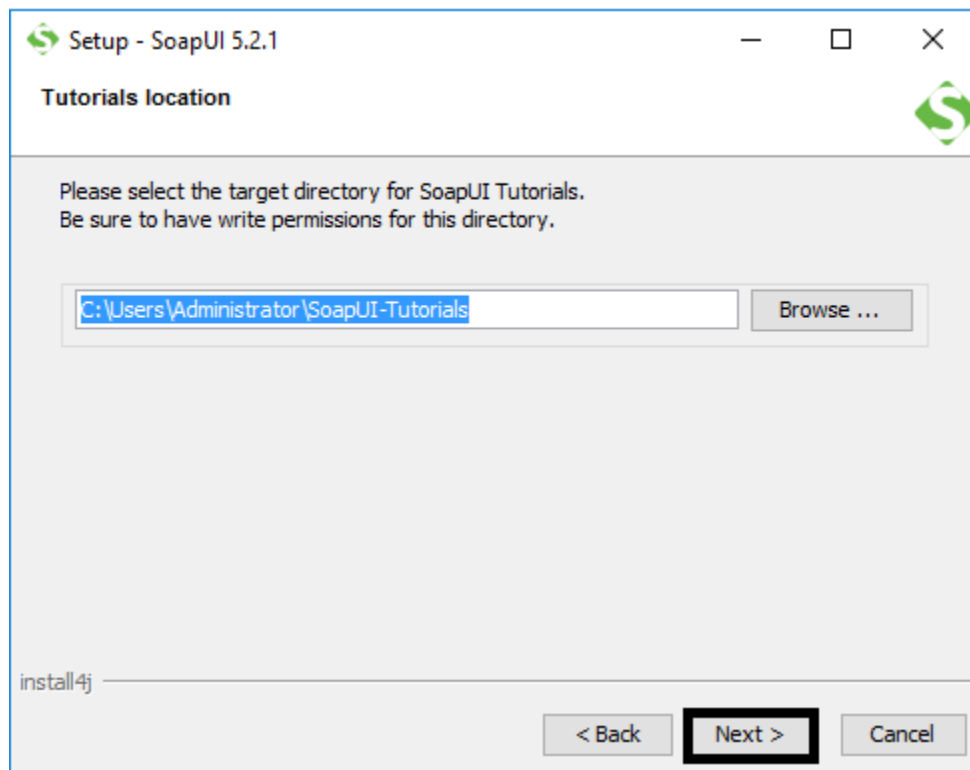 Setup - SoapUI 5.2.1
Tutorials location
Please select the target directory for SoapUI Tutorials.
Be sure to have write permissions for this directory.
C:\Users\Administrator\SoapUI-Tutorials
Browse ...
install4j
< Back
Next >
Cancel